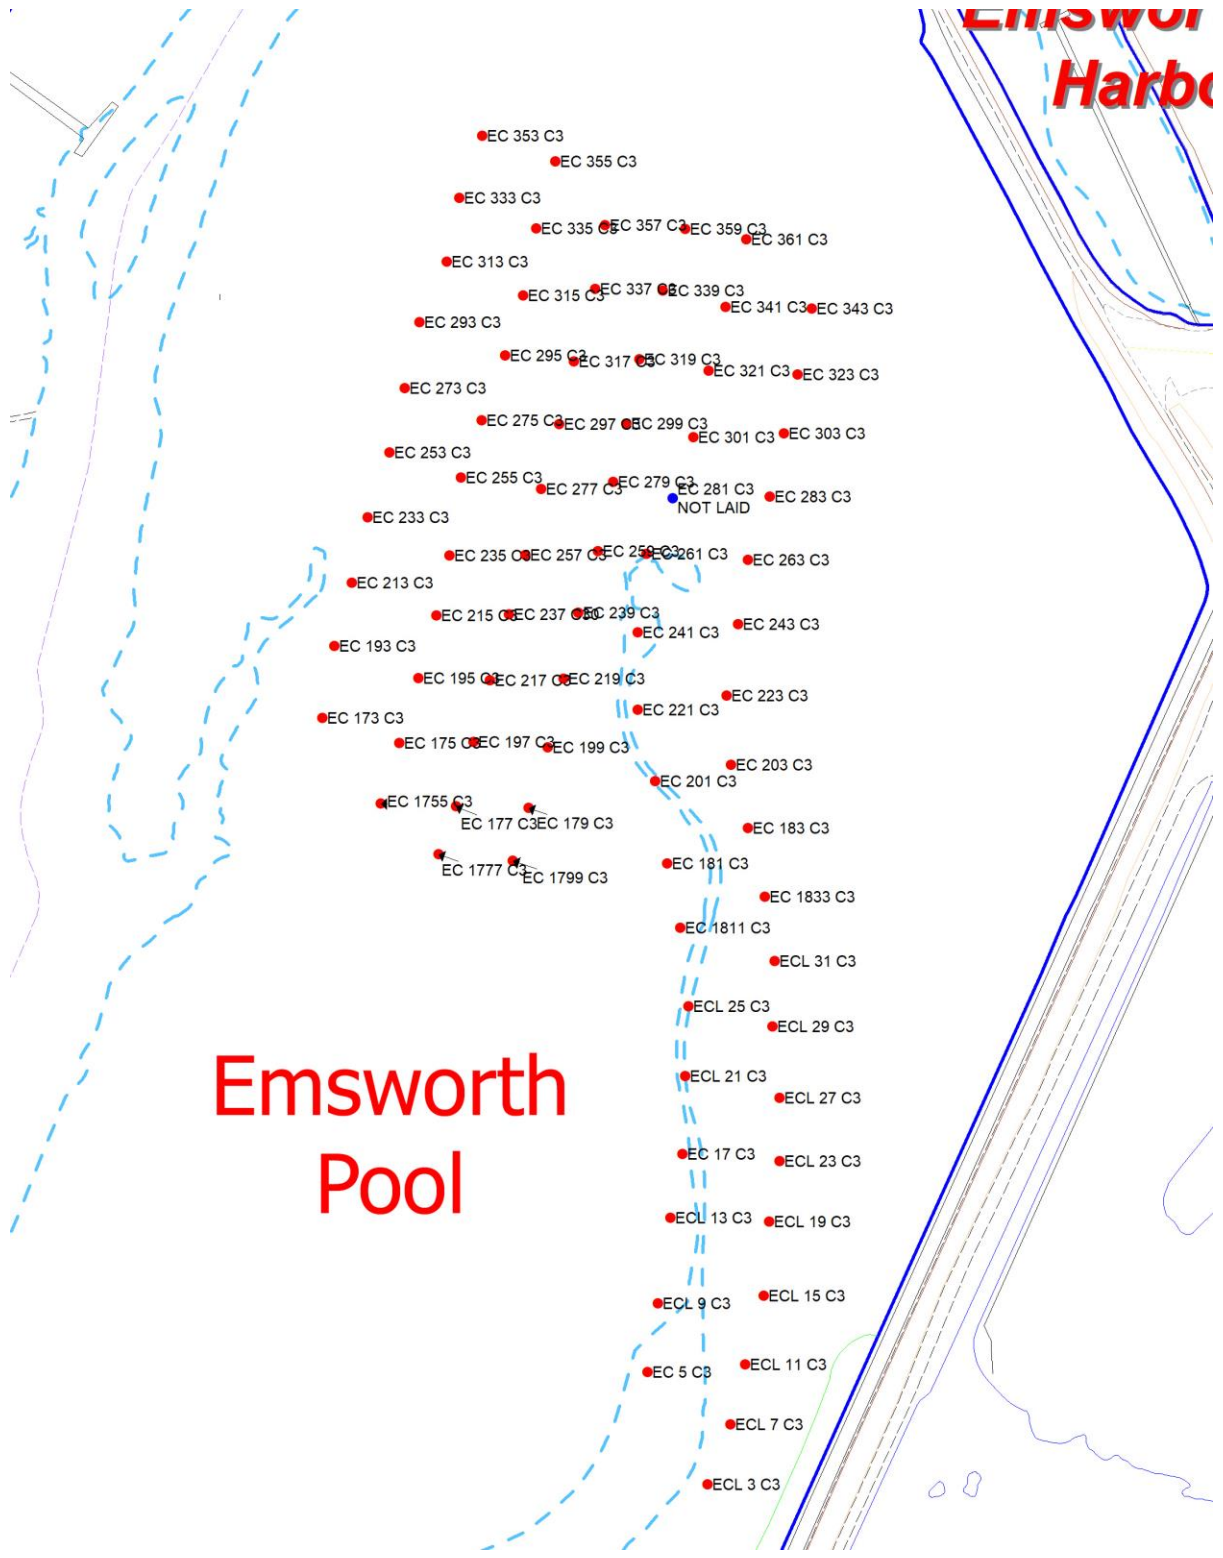 Harbo
EC 353 C3
EC 355 C3
EC 333 C3
EC 335 C3
EC 357 C3
EC 359 C3
EC 361 C3
EC 313 C3
EC 315 C3
EC 337 C3
EC 339 C3
EC 341 C3
EC 343 C3
EC 293 C3
EC 295 C3
EC 317 C3
EC 319 C3
EC 321 C3
EC 323 C3
EC 273 C3
EC 275 C3
EC 297 C3
EC 299 C3
EC 301 C3
EC 303 C3
EC 253 C3
EC 255 C3
EC 277 C3
EC 279 C3
EC 281 C3
NOT LAID
EC 283 C3
EC 233 C3
EC 235 C3
EC 257 C3
EC 259 C3
EC 261 C3
EC 263 C3
EC 213 C3
EC 215 C3
EC 237 C30
EC 239 C3
EC 241 C3
EC 243 C3
EC 193 C3
EC 195 C3
EC 217 C3
EC 219 C3
EC 221 C3
EC 223 C3
EC 173 C3
EC 175 C3
EC 197 C3
EC 199 C3
EC 201 C3
EC 203 C3
EC 1755 C3
EC 177 C3
EC 179 C3
EC 183 C3
EC 1777 C3
EC 1799 C3
EC 181 C3
EC 1833 C3
EC 1811 C3
ECL 31 C3
ECL 25 C3
ECL 29 C3
Emsworth
Pool
ECL 21 C3
ECL 27 C3
EC 17 C3
ECL 23 C3
ECL 13 C3
ECL 19 C3
ECL 9 C3
ECL 15 C3
EC 5 C3
ECL 11 C3
ECL 7 C3
ECL 3 C3